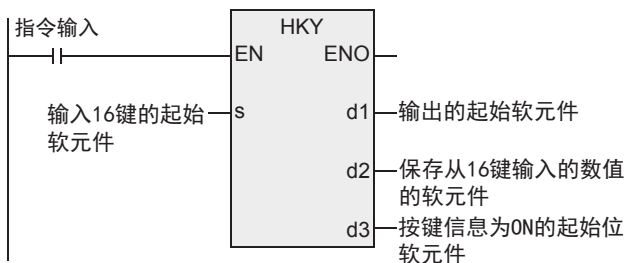 指令输入
HKY
EN ENO
输入16键的起始
软元件
s
d1
输出的起始软元件
d2
保存从16键输入的数值
的软元件
d3
按键信息为ON的起始位
软元件